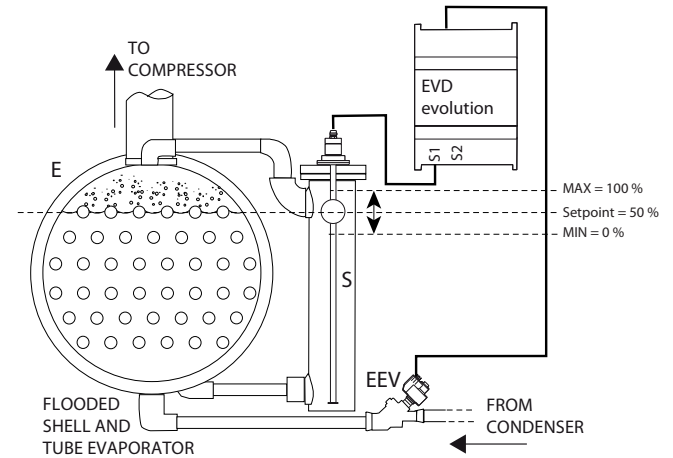 TO
COMPRESSOR
EVD
evolution
S1
S2
E
MAX = 100 %
Setpoint = 50 %
MIN = 0 %
S
EEV
FLOODED
SHELL AND
TUBE EVAPORATOR
FROM
CONDENSER